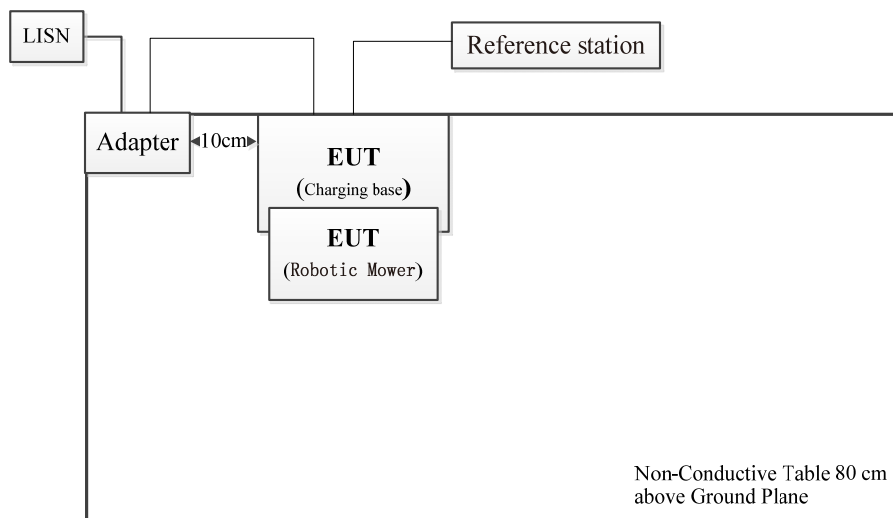 LISN
Reference station
Adapter
10cm
EUT
(Charging base)
EUT
(Robotic Mower)
Non-Conductive Table 80 cm
above Ground Plane